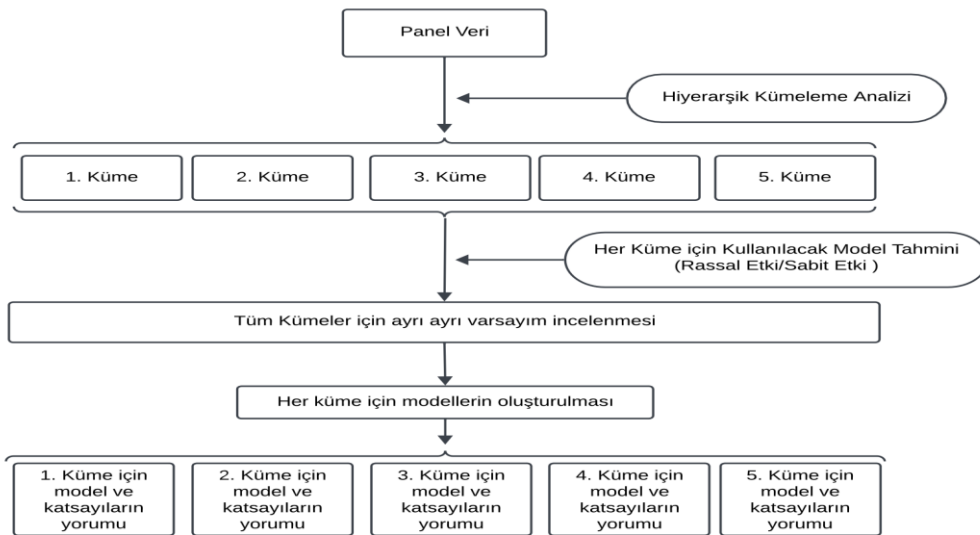 Panel Veri
Hiyerarşik Kümeleme Analizi
1. Küme
2. Küme
3. Küme
4. Küme
5. Küme
Her Küme için Kullanılacak Model Tahmini
(Rassal Etki/Sabit Etki )
Tüm Kümeler için ayrı ayrı varsayım incelenmesi
Her küme için modellerin oluşturulması
1. Küme için
model ve
katsayıların
yorumu
2. Küme için
model ve
katsayıların
yorumu
3. Küme için
model ve
katsayıların
yorumu
4. Küme için
model ve
katsayıların
yorumu
5. Küme için
model ve
katsayıların
yorumu